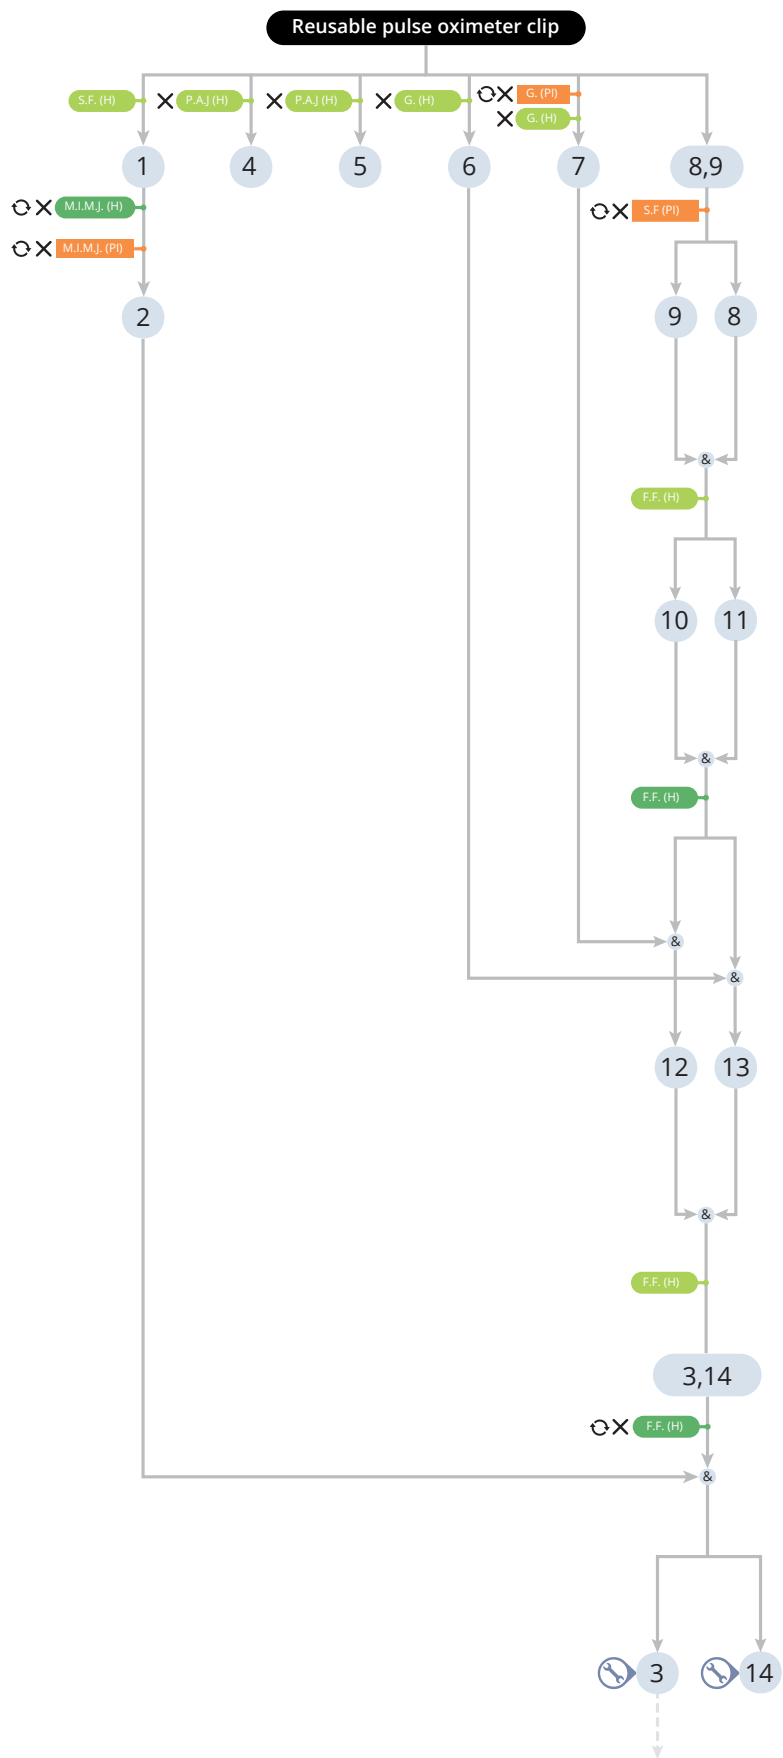 Reusable pulse oximeter clip
S.F. (H)
P.A.J (H)
P.A.J (H)
G. (H)
G. (PI)
G. (H)
1
4
5
6
7
8,9
M.I.M.J. (H)
S.F (PI)
M.I.M.J. (PI)
2
9
8
&
F.F. (H)
10
11
&
F.F. (H)
&
&
12
13
&
F.F. (H)
3,14
F.F. (H)
&
3
14